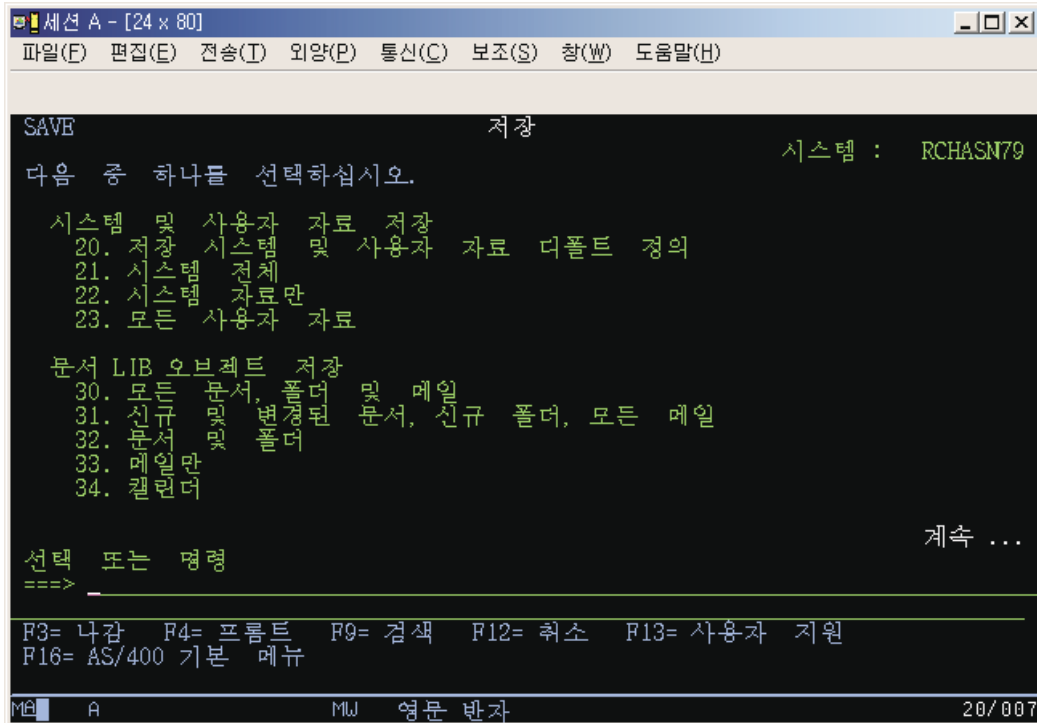 세션 A - [24 x 80]
파일(F) 편집(E) 전송(T) 외양(P) 통신(C) 보조(S) 창(W) 도움말(H)
SAVE 저장
시스템 : RCHASN79
다음 중 하나를 선택하십시오.
시스템 및 사용자 자료 저장
20. 저장 시스템 및 사용자 자료 디폴트 정의
21. 시스템 전체
22. 시스템 자료만
23. 모든 사용자 자료
문서 LIB 오브젝트 저장
30. 모든 문서, 폴더 및 메일
31. 신규 및 변경된 문서, 신규 폴더, 모든 메일
32. 문서 및 폴더
33. 메일만
34. 캘린더
계속 ...
선택 또는 명령
===>
F3= 나감 F4= 프롬트 F9= 검색 F12= 취소 F13= 사용자 지원
F16= AS/400 기본 메뉴
MA A MW 영문 반자 20/007